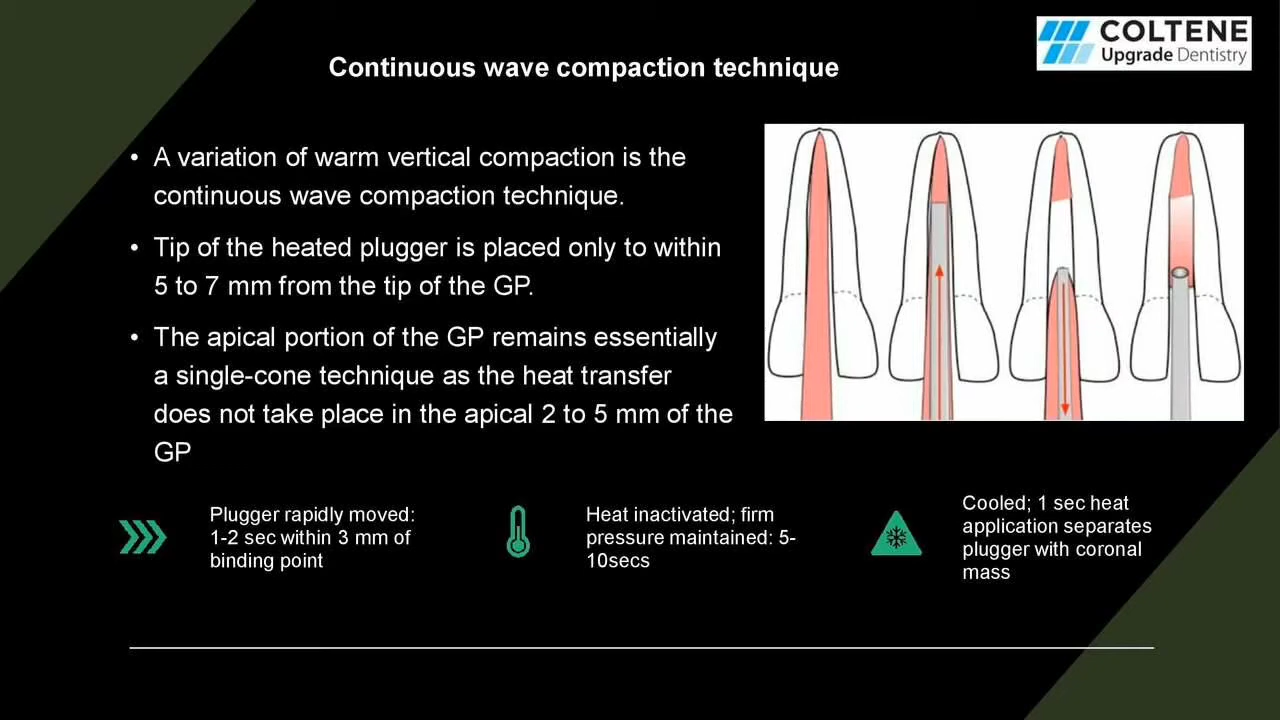 COLTENE
Upgrade Dentistry
Continuous wave compaction technique
• A variation of warm vertical compaction is the
continuous wave compaction technique.
• Tip of the heated plugger is placed only to within
5 to 7 mm from the tip of the GP.
• The apical portion of the GP remains essentially
a single-cone technique as the heat transfer
does not take place in the apical 2 to 5 mm of the
GP
Plugger rapidly moved:
1-2 sec within 3 mm of
binding point
Heat inactivated; firm
pressure maintained: 5-
10secs
Cooled; 1 sec heat
application separates
plugger with coronal
mass